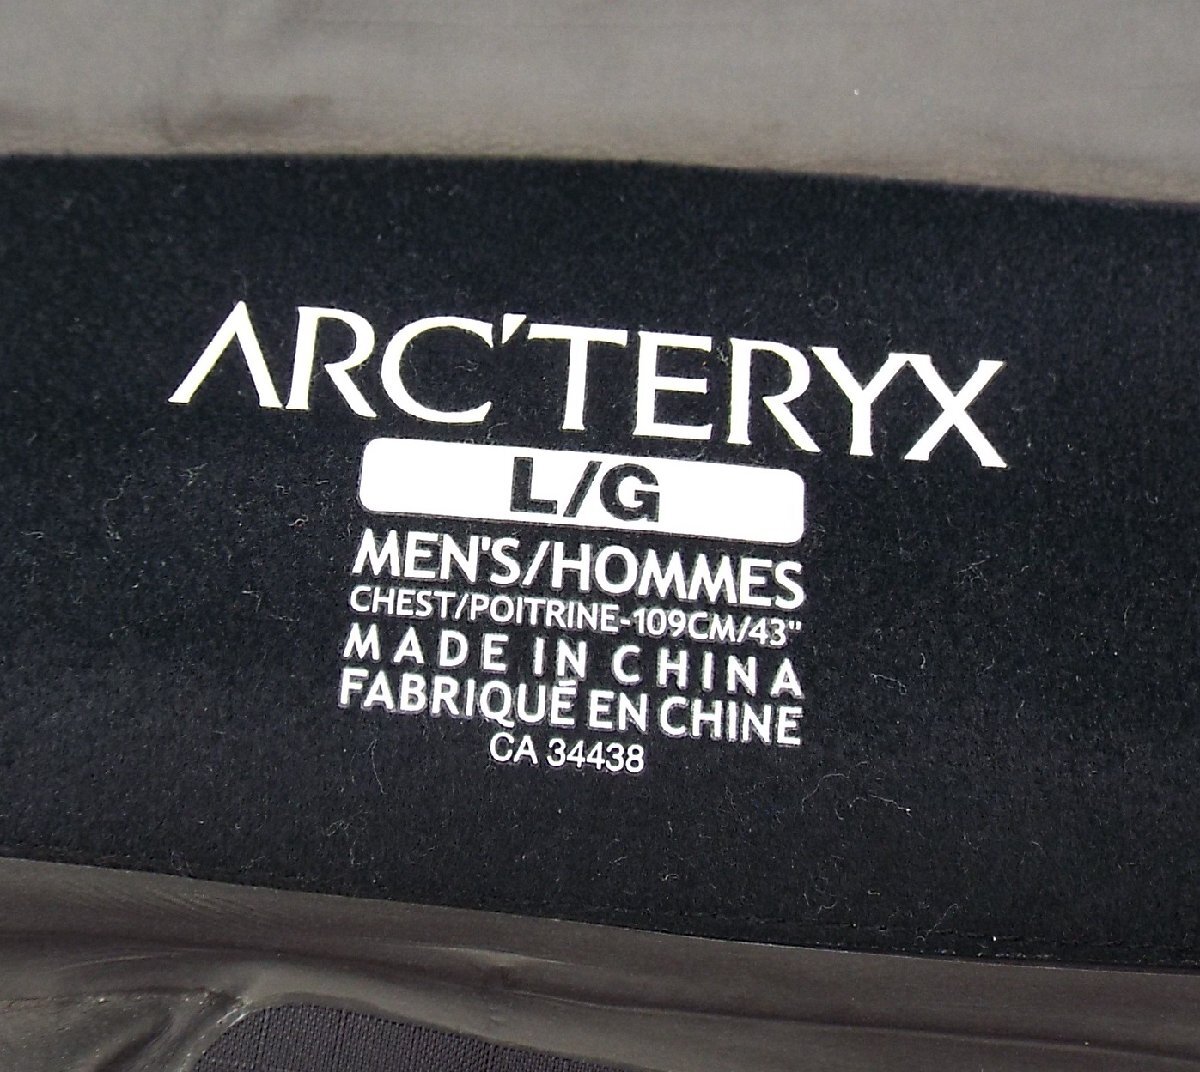 ARC'TERYX
L/G
MEN'S/HOMMES
CHEST/POITRINE-109CM/43"
MADE IN CHINA
FABRIQUÉ EN CHINE
CA 34438